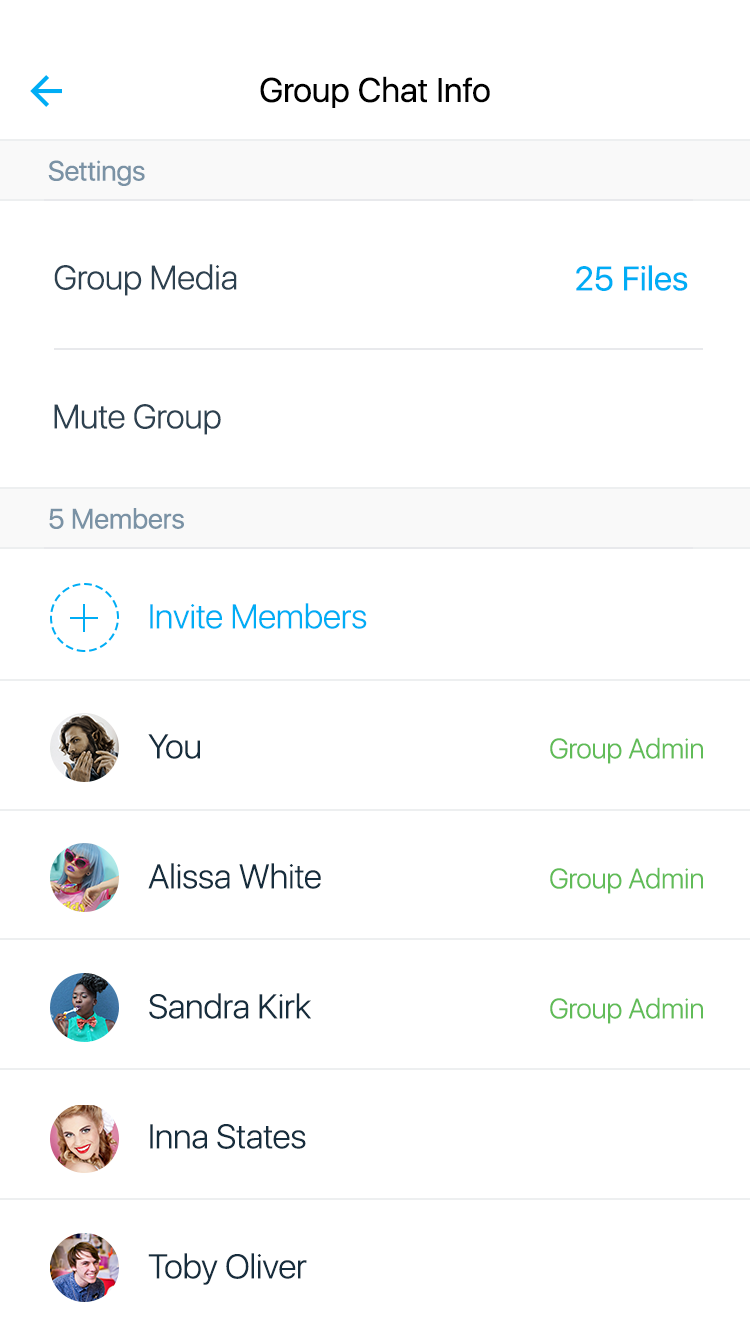 Group Chat Info
Settings
Group Media 25 Files
Mute Group
5 Members
Invite Members
You Group Admin
Alissa White Group Admin
Sandra Kirk Group Admin
Inna States
Toby Oliver